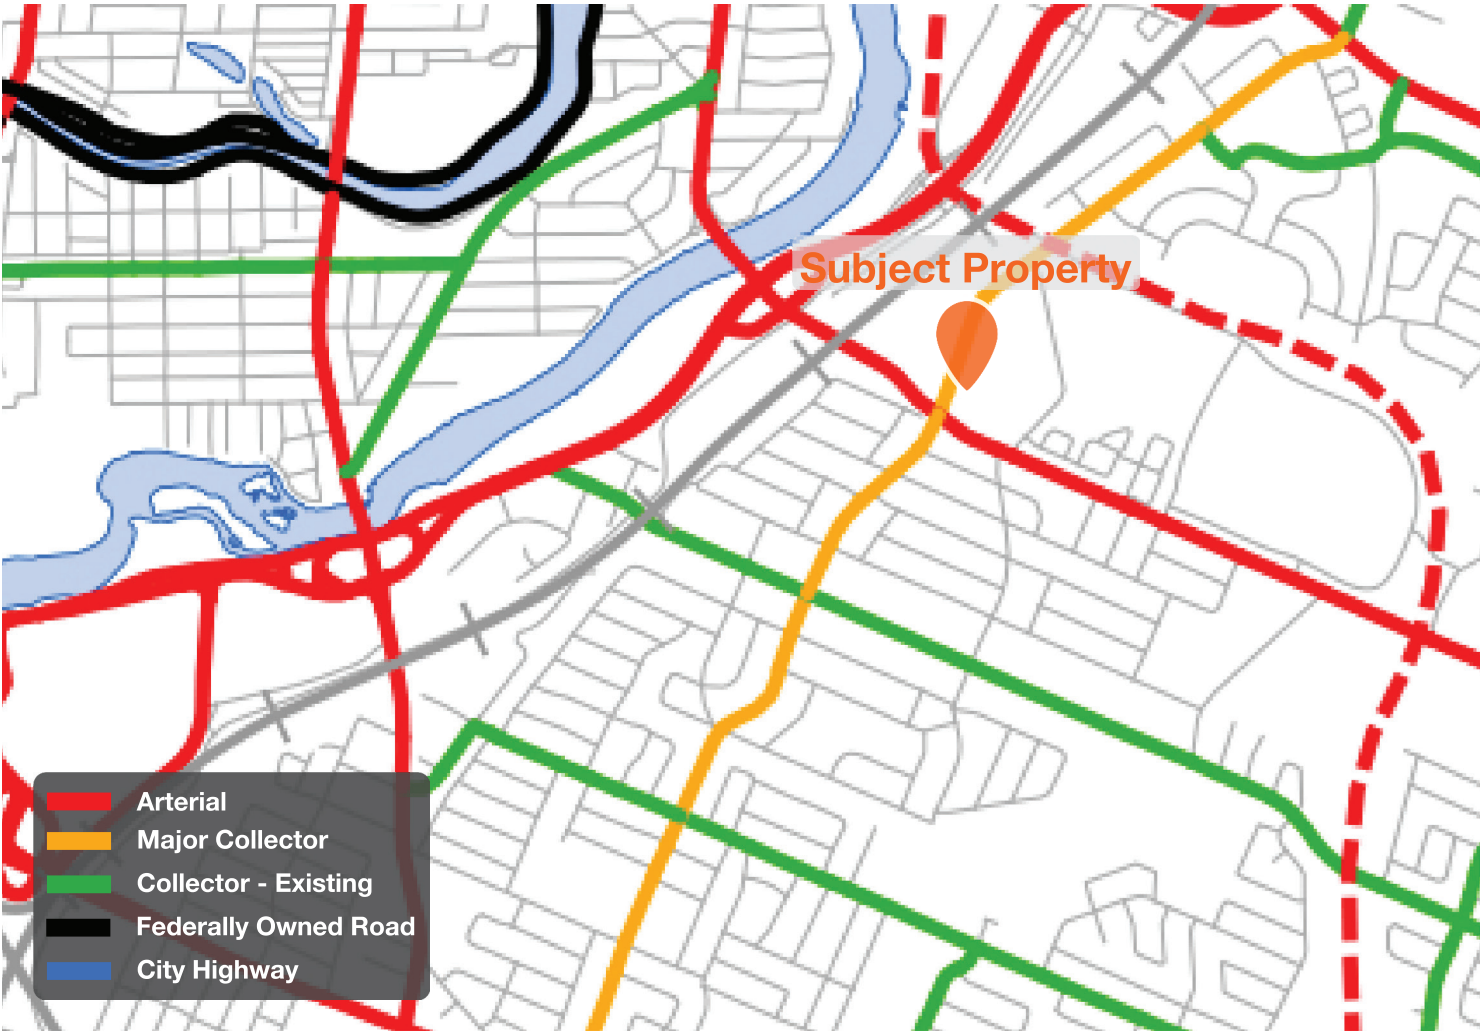 Subject Property
Arterial
Major Collector
Collector - Existing
Federally Owned Road
City Highway